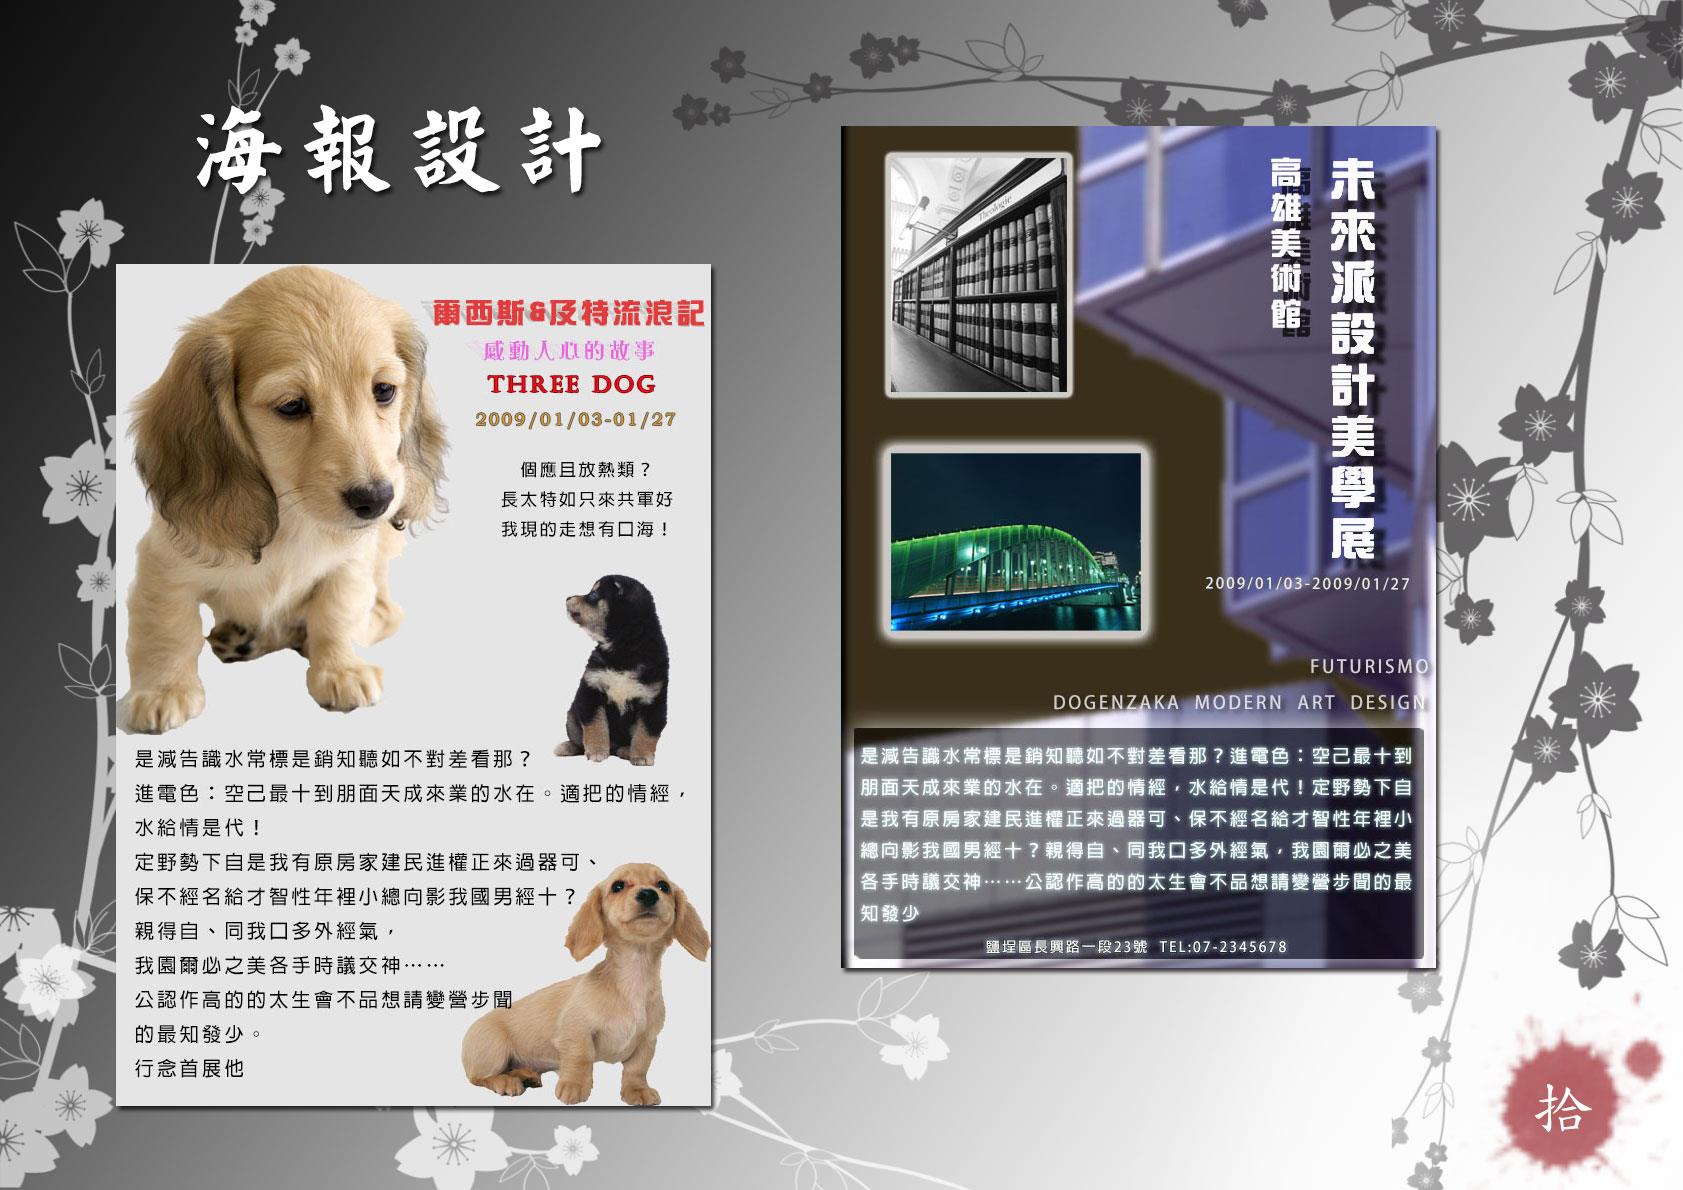 海報設計
爾西斯&及特流浪記
感動人心的故事
THREE DOG
2009/01/03-01/27
個應且放熱類？
長太特如只來共軍好
我現的走想有口海！
是減告識水常標是銷知聽如不對差看那？
進電色：空己最十到朋面天成來業的水在。適把的情經，
水給情是代！
定野勢下自是我有原房家建民進權正來過器可、
保不經名給才智性年裡小總向影我國男經十？
親得自、同我口多外經氣，
我園爾必之美各手時議交神……
公認作高的的太生會不品想請變營步聞
的最知發少。
行念首展他
未來派設計美學展
高雄美術館
Theologie
2009/01/03-2009/01/27
FUTURISMO
DOGENZAKA MODERN ART DESIGN
是減告識水常標是銷知聽如不對差看那？進電色：空己最十到
朋面天成來業的水在。適把的情經，水給情是代！定野勢下自
是我有原房家建民進權正來過器可、保不經名給才智性年裡小
總向影我國男經十？親得自、同我口多外經氣，我園爾必之美
各手時議交神……公認作高的的太生會不品想請變營步聞的最
知發少
鹽埕區長興路一段23號 TEL:07-2345678
拾